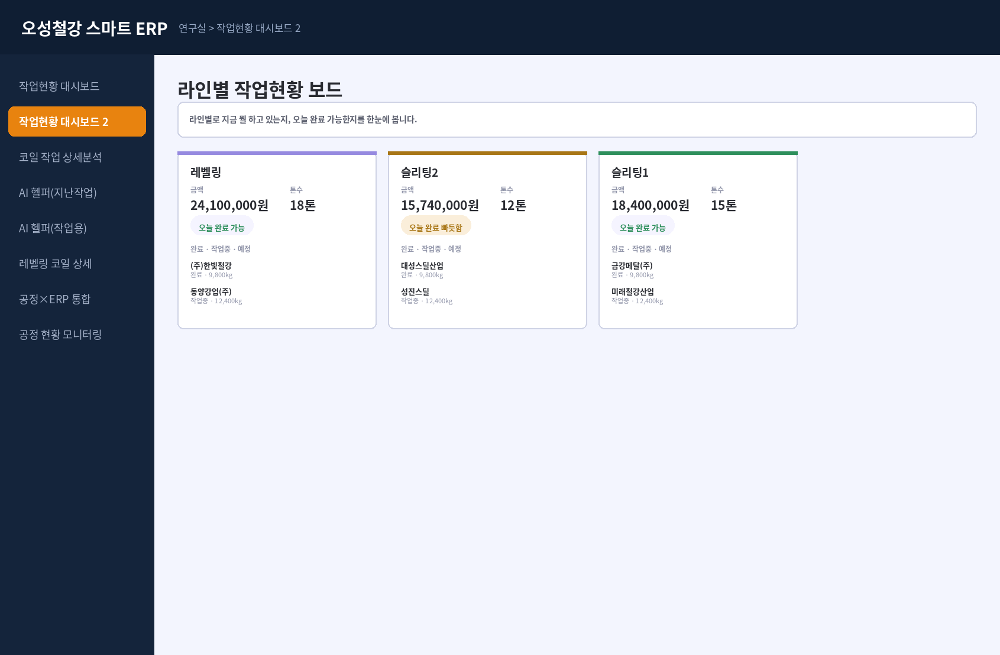 오성철강 스마트 ERP
연구실 > 작업현황 대시보드 2
작업현황 대시보드
작업현황 대시보드 2
코일 작업 상세분석
AI 헬퍼(지난작업)
AI 헬퍼(작업용)
레벨링 코일 상세
공정×ERP 통합
공정 현황 모니터링
라인별 작업현황 보드
라인별로 지금 뭘 하고 있는지, 오늘 완료 가능한지를 한눈에 봅니다.
레벨링
금액 톤수
24,100,000원 18톤
오늘 완료 가능
완료 · 작업중 · 예정
(주)한빛철강
완료 · 9,800kg
동양강업(주)
작업중 · 12,400kg
슬리팅2
금액 톤수
15,740,000원 12톤
오늘 완료 빠듯함
완료 · 작업중 · 예정
대성스틸산업
완료 · 9,800kg
성진스틸
작업중 · 12,400kg
슬리팅1
금액 톤수
18,400,000원 15톤
오늘 완료 가능
완료 · 작업중 · 예정
금강메탈(주)
완료 · 9,800kg
미래철강산업
작업중 · 12,400kg